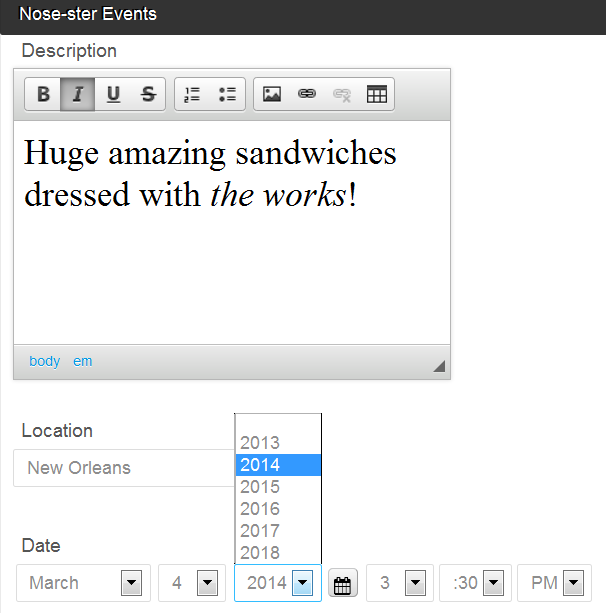 Nose-ster Events
Description
B I U S
Huge amazing sandwiches
dressed with the works!
body em
Location
New Orleans
2013
2014
2015
2016
2017
2018
Date
March 4 2014 3 :30 PM